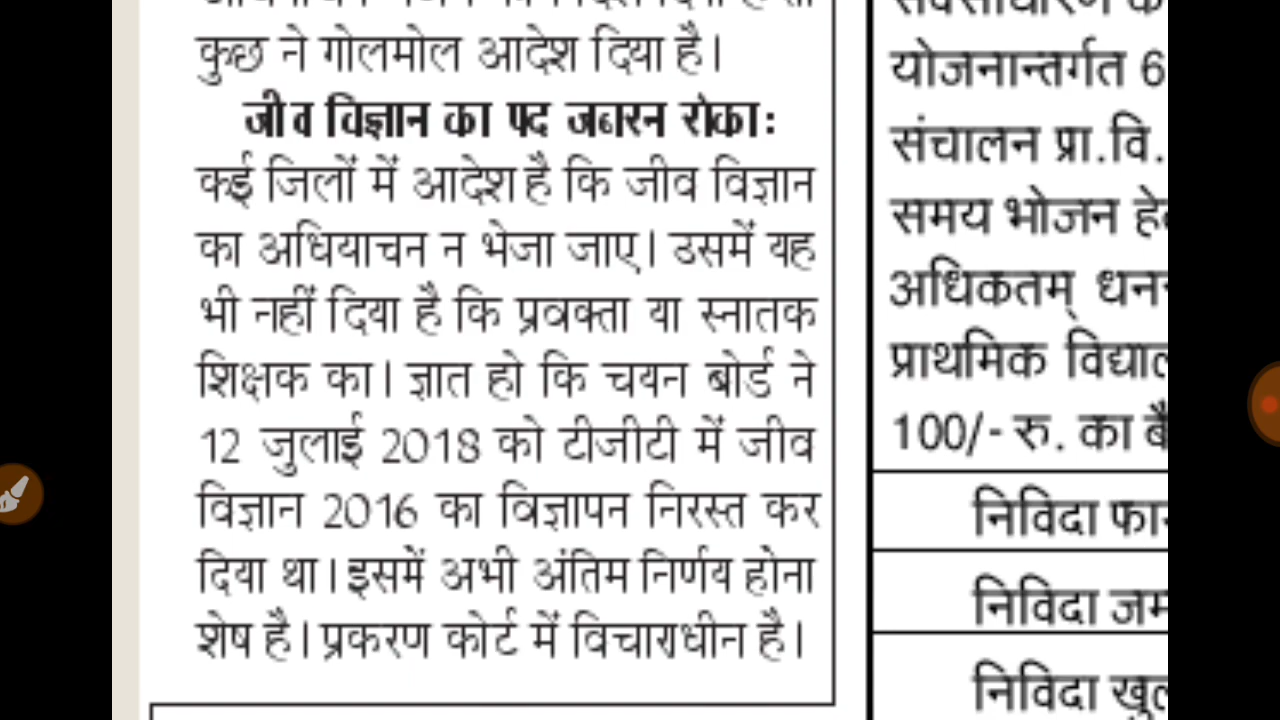 कुछ ने गोलमोल आदेश दिया है।
जीव विज्ञान का पद जबरन रोकाः
कई जिलों में आदेश है कि जीव विज्ञान
का अधियाचन न भेजा जाए। उसमें यह
भी नहीं दिया है कि प्रवक्ता या स्नातक
शिक्षक का। ज्ञात हो कि चयन बोर्ड ने
12 जुलाई 2018 को टीजीटी में जीव
विज्ञान 2016 का विज्ञापन निरस्त कर
दिया था। इसमें अभी अंतिम निर्णय होना
शेष है। प्रकरण कोर्ट में विचाराधीन है।
योजनान्तर्गत 6
संचालन प्रा.वि.
समय भोजन
अधिकतम्
प्राथमिक
100/- रु. का
निविदा
निविदा
निविदा